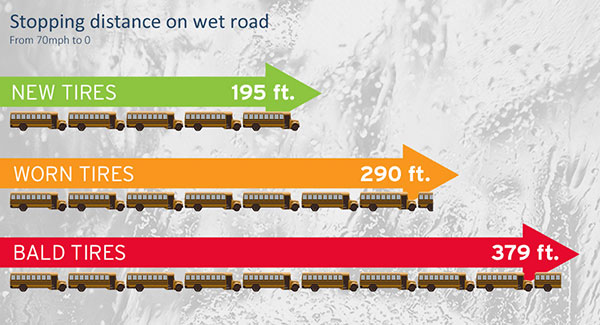 Stopping distance on wet road
From 70mph to 0
NEW TIRES 195 ft.
WORN TIRES 290 ft.
BALD TIRES 379 ft.